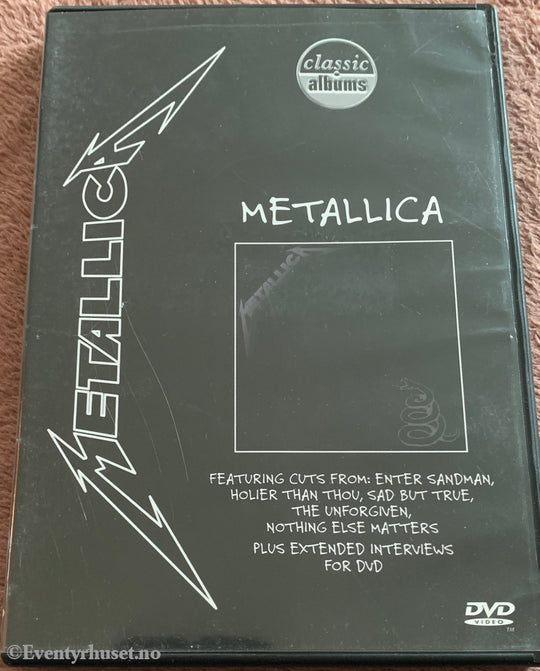 classic
albums
METALLICA
METALLICA
METALLICA
FEATURING CUTS FROM: ENTER SANDMAN,
HOLIER THAN THOU, SAD BUT TRUE,
THE UNFORGIVEN,
NOTHING ELSE MATTERS
PLUS EXTENDED INTERVIEWS
FOR DVD
DVD
VIDEO
TM
©Eventyrhuset.no